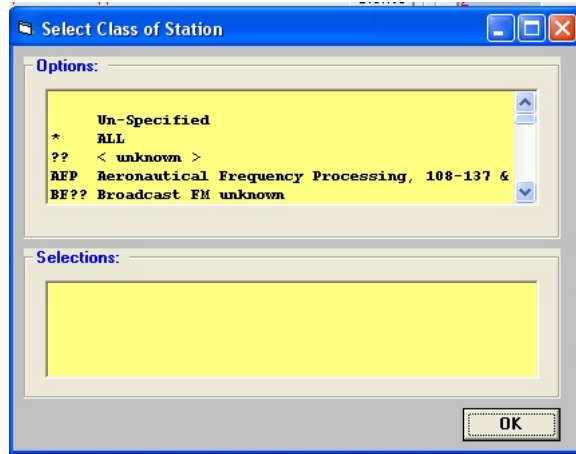 Select Class of Station
Options:
Un-Specified
* ALL
?? < unknown >
AFP Aeronautical Frequency Processing, 108-137 &
BF?? Broadcast FM unknown
Selections:
OK